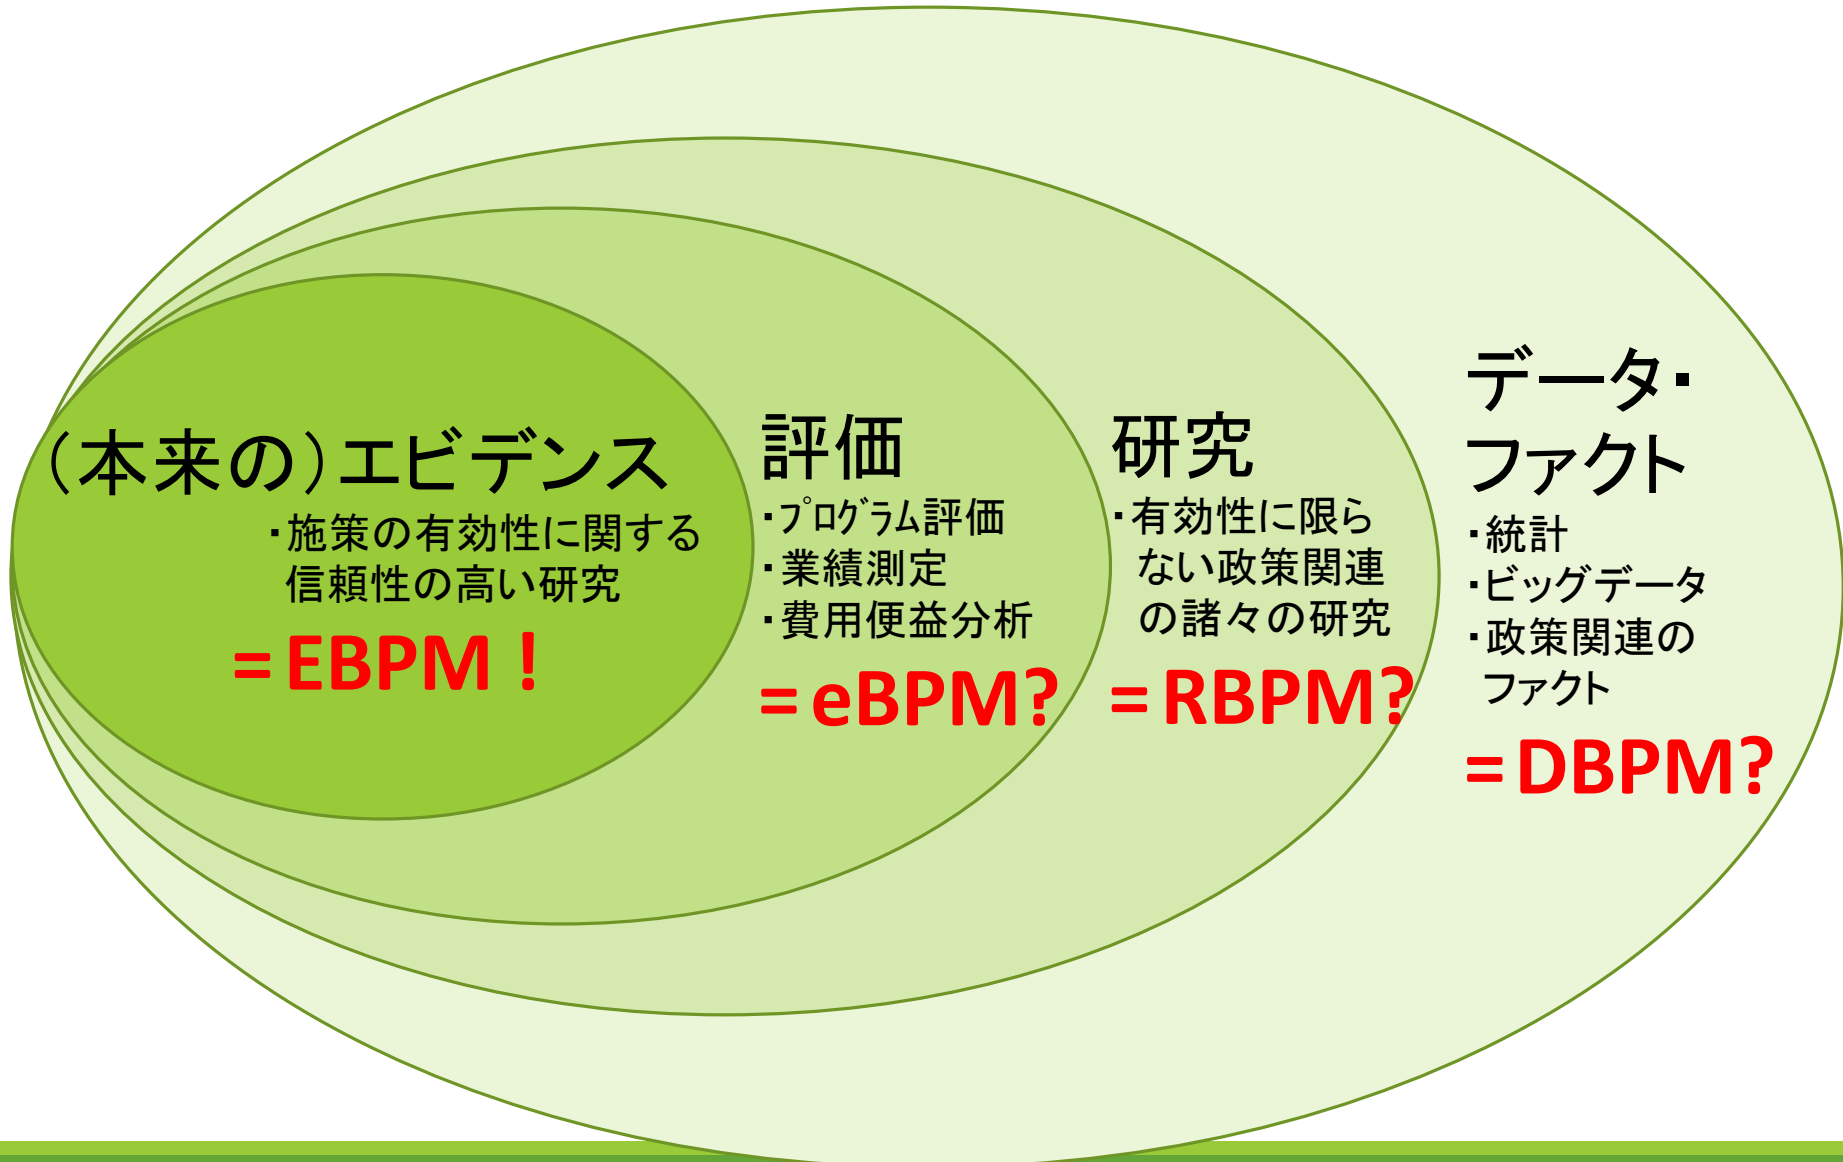 （本来の）エビデンス
・施策の有効性に関する
信頼性の高い研究
=EBPM！
評価
・ﾌﾟﾛｸﾞﾗﾑ評価
・業績測定
・費用便益分析
=eBPM?
研究
・有効性に限ら
ない政策関連
の諸々の研究
=RBPM?
データ・
ファクト
・統計
・ビッグデータ
・政策関連の
ファクト
=DBPM?